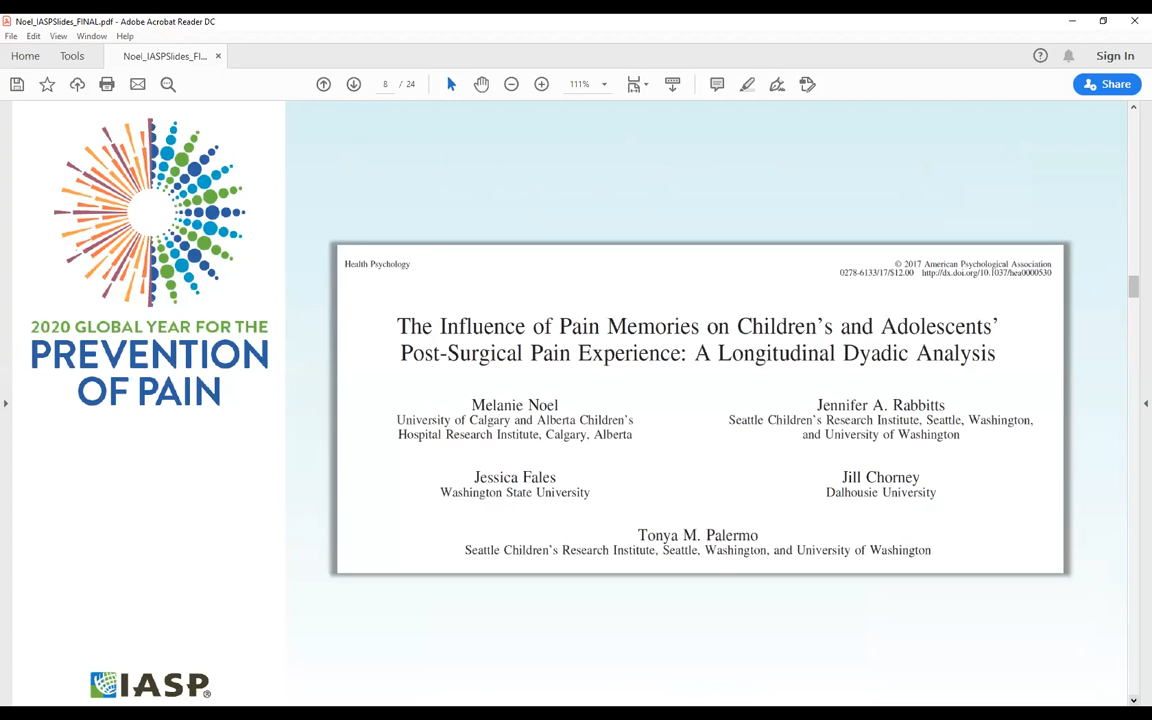 Noel_IASPSlides_FINAL.pdf - Adobe Acrobat Reader DC
File Edit View Window Help
Home Tools Noel_IASPSlides_Fl... × Sign In
8 / 24 111% Share
2020 GLOBAL YEAR FOR THE
PREVENTION
OF PAIN
IASP®
Health Psychology
© 2017 American Psychological Association
0278-6133/17/$12.00 http://dx.doi.org/10.1037/hea0000530
The Influence of Pain Memories on Children's and Adolescents'
Post-Surgical Pain Experience: A Longitudinal Dyadic Analysis
Melanie Noel
University of Calgary and Alberta Children's
Hospital Research Institute, Calgary, Alberta
Jennifer A. Rabbitts
Seattle Children's Research Institute, Seattle, Washington,
and University of Washington
Jessica Fales
Washington State University
Jill Chorney
Dalhousie University
Tonya M. Palermo
Seattle Children's Research Institute, Seattle, Washington, and University of Washington